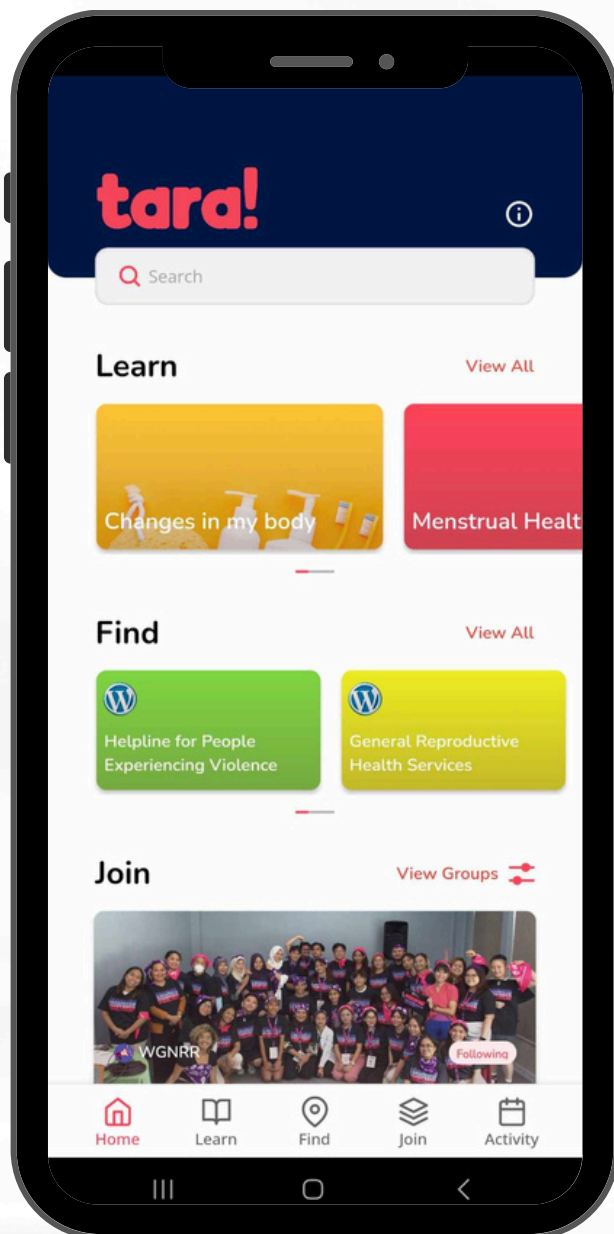 tara!
Search
Learn
View All
Changes in my body
Menstrual Healt
Find
View All
W
Helpline for People
Experiencing Violence
W
General Reproductive
Health Services
Join
View Groups
WGNRR
Following
Home
Learn
Find
Join
Activity